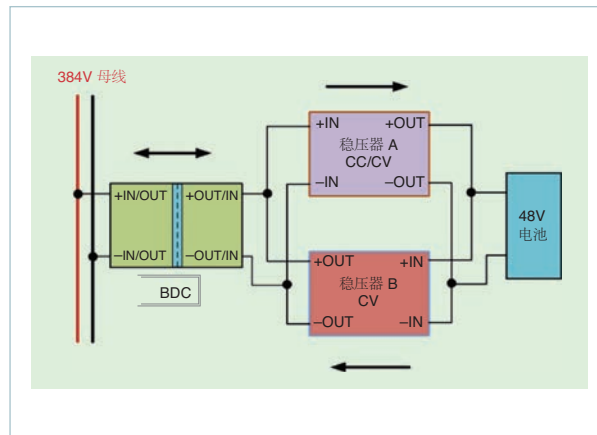 384V 母线
+IN/OUT
+OUT/IN
–IN/OUT
–OUT/IN
BDC
+IN
+OUT
稳压器 A
CC/CV
–IN
–OUT
+OUT
+IN
稳压器 B
CV
–OUT
–IN
48V
电池